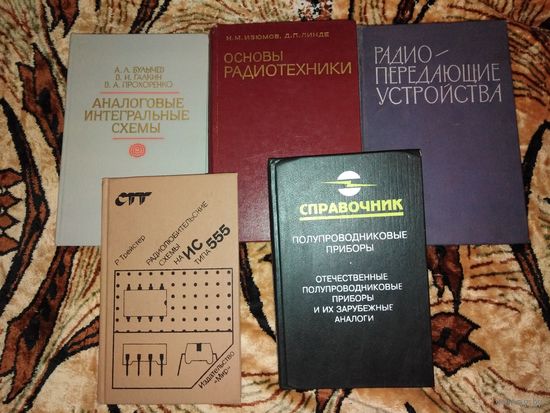 А. Л. БУЛЫЧЕВ
В. И. ГАЛКИН
В. А. ПРОХОРЕНКО
АНАЛОГОВЫЕ
ИНТЕГРАЛЬНЫЕ
СХЕМЫ
Н. М. ИЗЮМОВ, Д. П. ЛИНДЕ
ОСНОВЫ
РАДИОТЕХНИКИ
РАДИО–
ПЕРЕДАЮЩИЕ
УСТРОЙСТВА
Р. Трейстер
РАДИОЛЮБИТЕЛЬСКИЕ
СХЕМЫ
НА ИС
ТИПА 555
Издательство
«Мир»
СПРАВОЧНИК
ПОЛУПРОВОДНИКОВЫЕ
ПРИБОРЫ
ОТЕЧЕСТВЕННЫЕ
ПОЛУПРОВОДНИКОВЫЕ
ПРИБОРЫ
И ИХ ЗАРУБЕЖНЫЕ
АНАЛОГИ